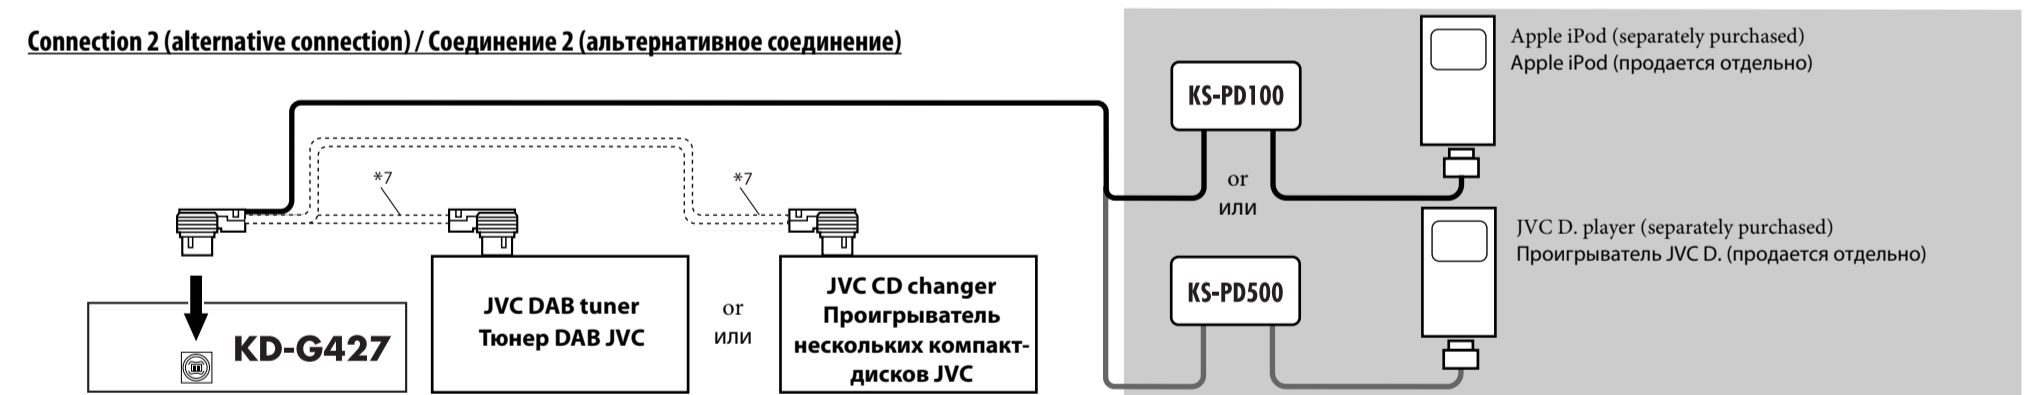 Connection 2 (alternative connection) / Соединение 2 (альтернативное соединение)
Apple iPod (separately purchased)
Apple iPod (продается отдельно)
KS-PD100
*7
*7
or
или
JVC D. player (separately purchased)
Проигрыватель JVC D. (продается отдельно)
KS-PD500
KD-G427
JVC DAB tuner
Тюнер DAB JVC
or
или
JVC CD changer
Проигрыватель
нескольких компакт-
дисков JVC